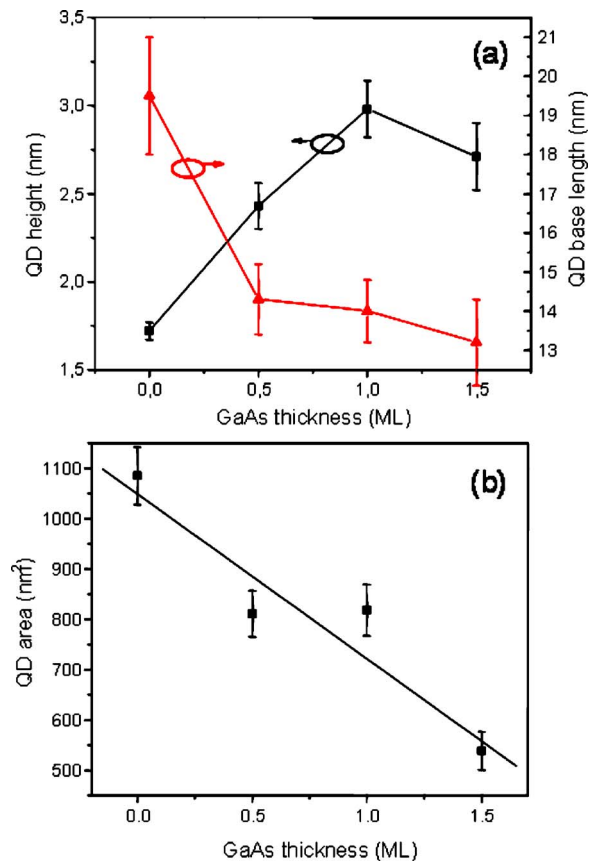 (a)
3,5
3,0
2,5
2,0
1,5
QD height (nm)
21
20
19
18
17
16
15
14
13
QD base length (nm)
0,0 0,5 1,0 1,5
GaAs thickness (ML)
(b)
1100
1000
900
800
700
600
500
QD area (nm²)
0.0 0.5 1.0 1.5
GaAs thickness (ML)